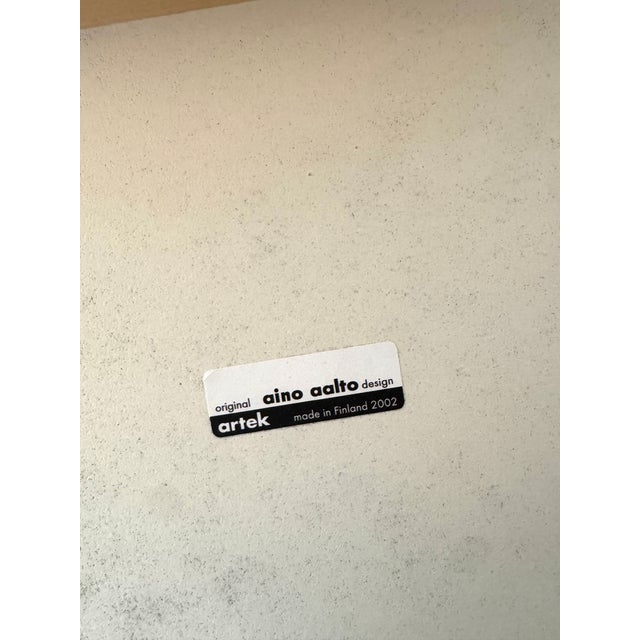 original aino aalto design
artek made in Finland 2002